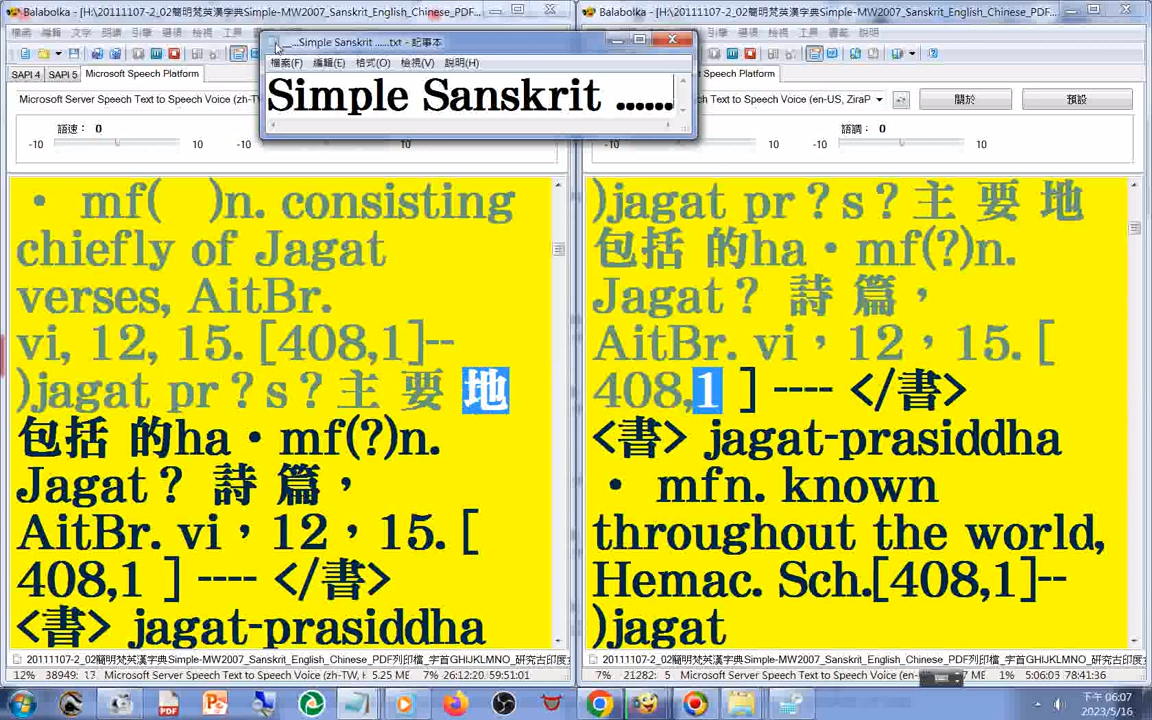 Balabolka - [H:\20111107-2_02簡明梵英漢字典Simple-MW2007_Sanskrit_English_Chinese_PDF...
Balabolka - [H:\20111107-2_02簡明梵英漢字典Simple-MW2007_Sanskrit_English_Chinese_PDF...
檔案 編輯 文字 朗讀 書籤 選項 檢視 工具
SAPI 4 SAPI 5 Microsoft Speech Platform
Microsoft Server Speech Text to Speech Voice (zh-TW
語速： 0
-10 10 10
Simple Sanskrit ......txt - 記事本
檔案(F) 編輯(E) 格式(O) 檢視(V) 說明(H)
Simple Sanskrit ......
t Speech Platform
r Speech Text to Speech Voice (en-US, ZiraP
關於 預設
語調： 0
-10 10 -10 10
• mf( )n. consisting
chiefly of Jagat
verses, AitBr.
vi, 12, 15. [408,1]--
)jagat pr？s？主 要 地
包括 的ha・mf(?)n.
Jagat？ 詩 篇，
AitBr. vi，12，15. [
408,1 ] ---- </書>
<書> jagat-prasiddha
)jagat pr？s？主 要 地
包括 的ha・mf(?)n.
Jagat？ 詩 篇，
AitBr. vi，12，15. [
408,1 ] ---- </書>
<書> jagat-prasiddha
• mfn. known
throughout the world,
Hemac. Sch.[408,1]--
)jagat
20111107-2_02簡明梵英漢字典Simple-MW2007_Sanskrit_English_Chinese_PDF列印檔_字首GHIJKLMNO_研究古印度
20111107-2_02簡明梵英漢字典Simple-MW2007_Sanskrit_English_Chinese_PDF列印檔_字首GHIJKLMNO_研究古印度
12% 38949: 13 Microsoft Server Speech Text to Speech Voice (zh-TW, H 5.25 ME 7% 26:12:20 59:51:01
21282: 5 Microsoft Server Speech Text to Speech Voice 1% 5:06:03 78:41:36
下午 06:07
2023/5/16